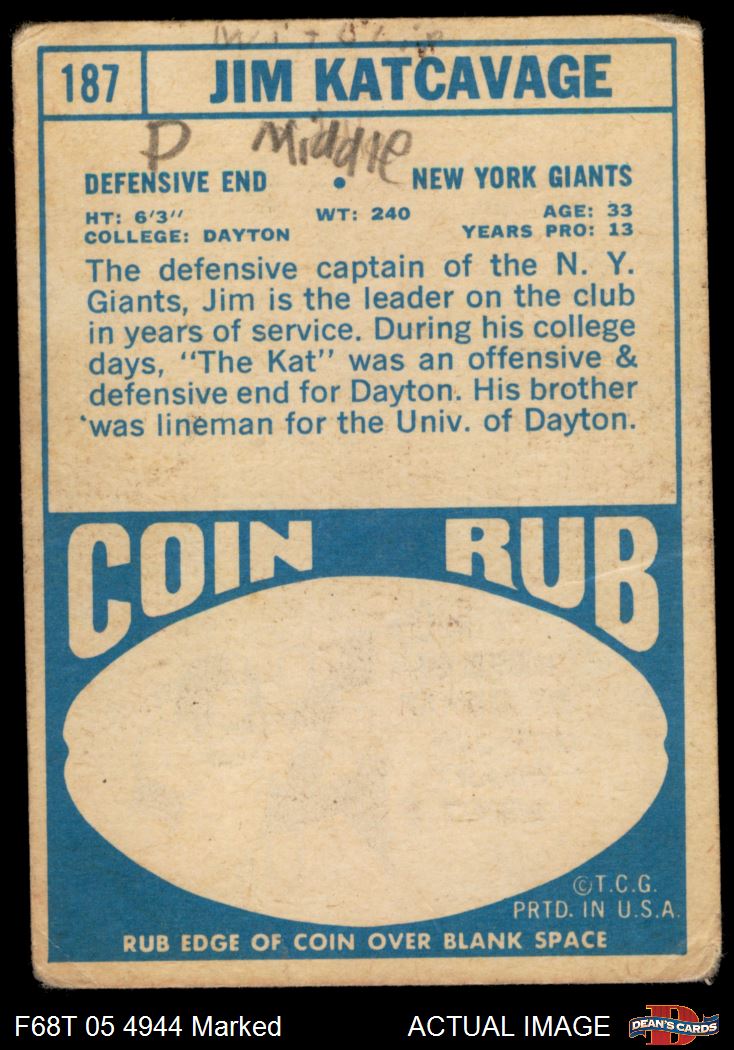 187 JIM KATCAVAGE
D Middle
DEFENSIVE END • NEW YORK GIANTS
HT: 6'3" WT: 240 AGE: 33
COLLEGE: DAYTON YEARS PRO: 13
The defensive captain of the N. Y.
Giants, Jim is the leader on the club
in years of service. During his college
days, "The Kat" was an offensive &
defensive end for Dayton. His brother
was lineman for the Univ. of Dayton.
COIN RUB
©T.C.G.
PRTD. IN U.S.A.
RUB EDGE OF COIN OVER BLANK SPACE
F68T 05 4944 Marked ACTUAL IMAGE D DEAN'S CARDS